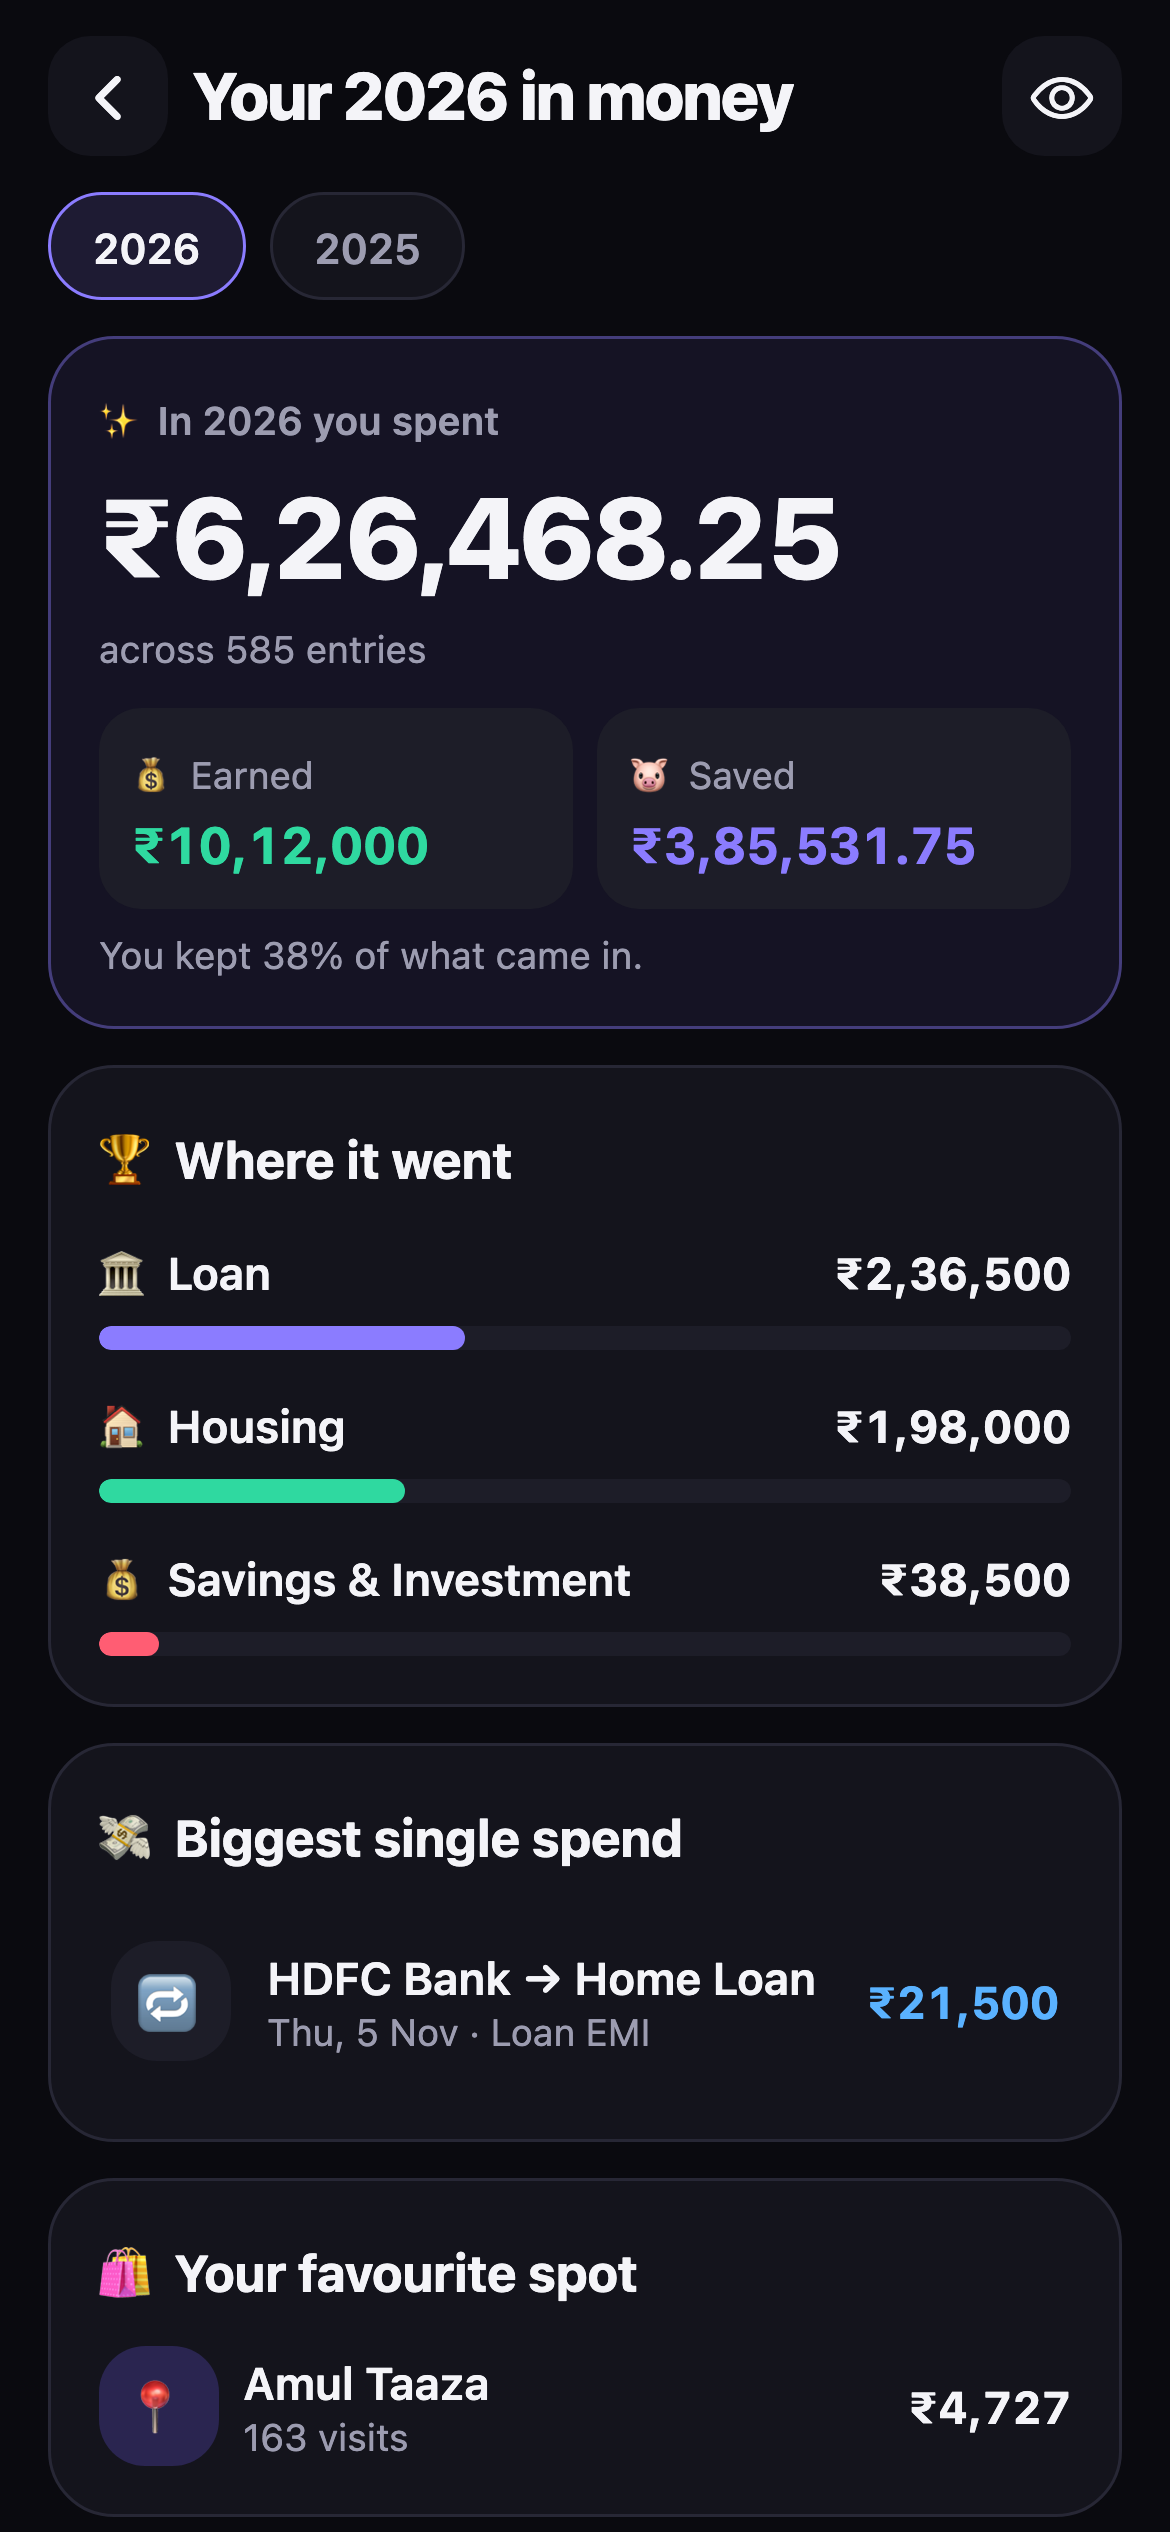 Your 2026 in money
2026
2025
In 2026 you spent
₹6,26,468.25
across 585 entries
Earned
₹10,12,000
Saved
₹3,85,531.75
You kept 38% of what came in.
Where it went
Loan
₹2,36,500
Housing
₹1,98,000
Savings & Investment
₹38,500
Biggest single spend
HDFC Bank → Home Loan
Thu, 5 Nov · Loan EMI
₹21,500
Your favourite spot
Amul Taaza
163 visits
₹4,727